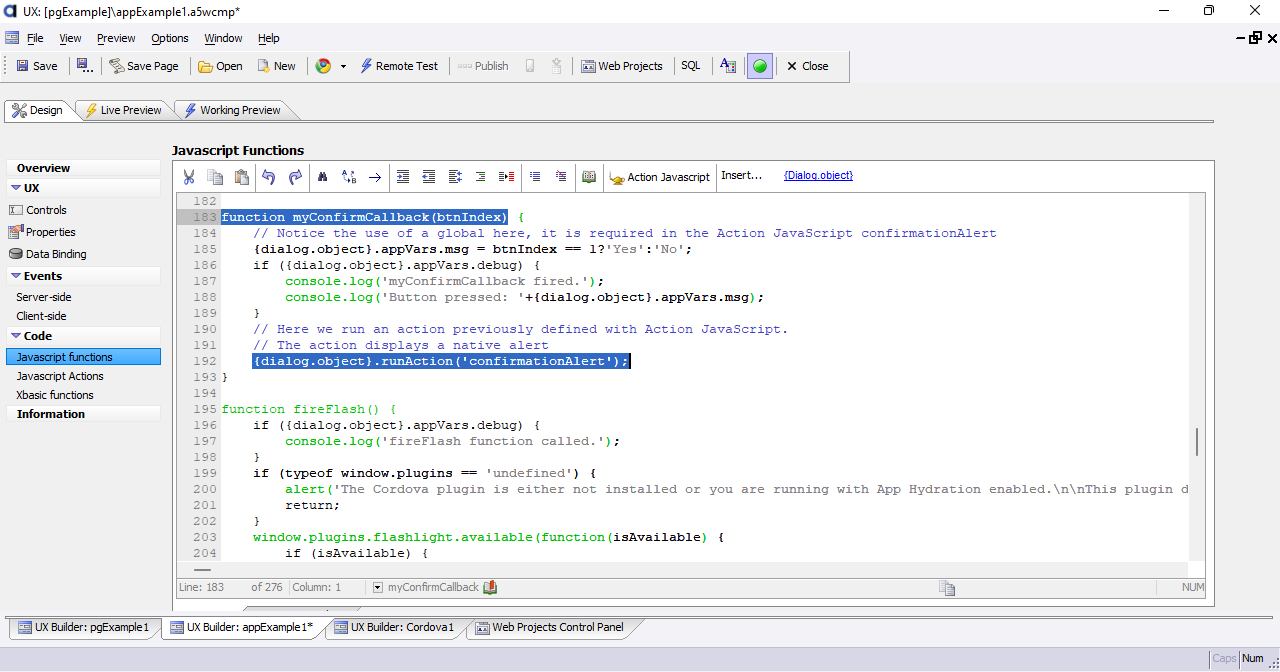 UX: [pgExample]\appExample1.a5wcmp*
File View Preview Options Window Help
Save Save Page Open New Remote Test Publish Web Projects SQL Close
Design Live Preview Working Preview
Javascript Functions
Overview
UX
Controls
Properties
Data Binding
Events
Server-side
Client-side
Code
Javascript functions
Javascript Actions
Xbasic functions
Information
Action Javascript Insert... {Dialog.object}
182
183 function myConfirmCallback(btnIndex) {
184 // Notice the use of a global here, it is required in the Action JavaScript confirmationAlert
185 {dialog.object}.appVars.msg = btnIndex == 1?'Yes':'No';
186 if ({dialog.object}.appVars.debug) {
187 console.log('myConfirmCallback fired.');
188 console.log('Button pressed: '+{dialog.object}.appVars.msg);
189 }
190 // Here we run an action previously defined with Action JavaScript.
191 // The action displays a native alert
192 {dialog.object}.runAction('confirmationAlert');
193 }
194
195 function fireFlash() {
196 if ({dialog.object}.appVars.debug) {
197 console.log('fireFlash function called.');
198 }
199 if (typeof window.plugins == 'undefined') {
200 alert('The Cordova plugin is either not installed or you are running with App Hydration enabled.\n\nThis plugin d
201 return;
202 }
203 window.plugins.flashlight.available(function(isAvailable) {
204 if (isAvailable) {
Line: 183 of 276 Column: 1 myConfirmCallback NUM
UX Builder: pgExample1 UX Builder: appExample1* UX Builder: Cordova1 Web Projects Control Panel
Caps Num